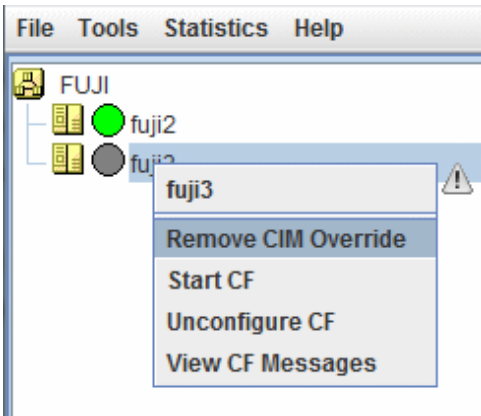 File Tools Statistics Help
FUJI
fuji2
fuji3
Remove CIM Override
Start CF
Unconfigure CF
View CF Messages